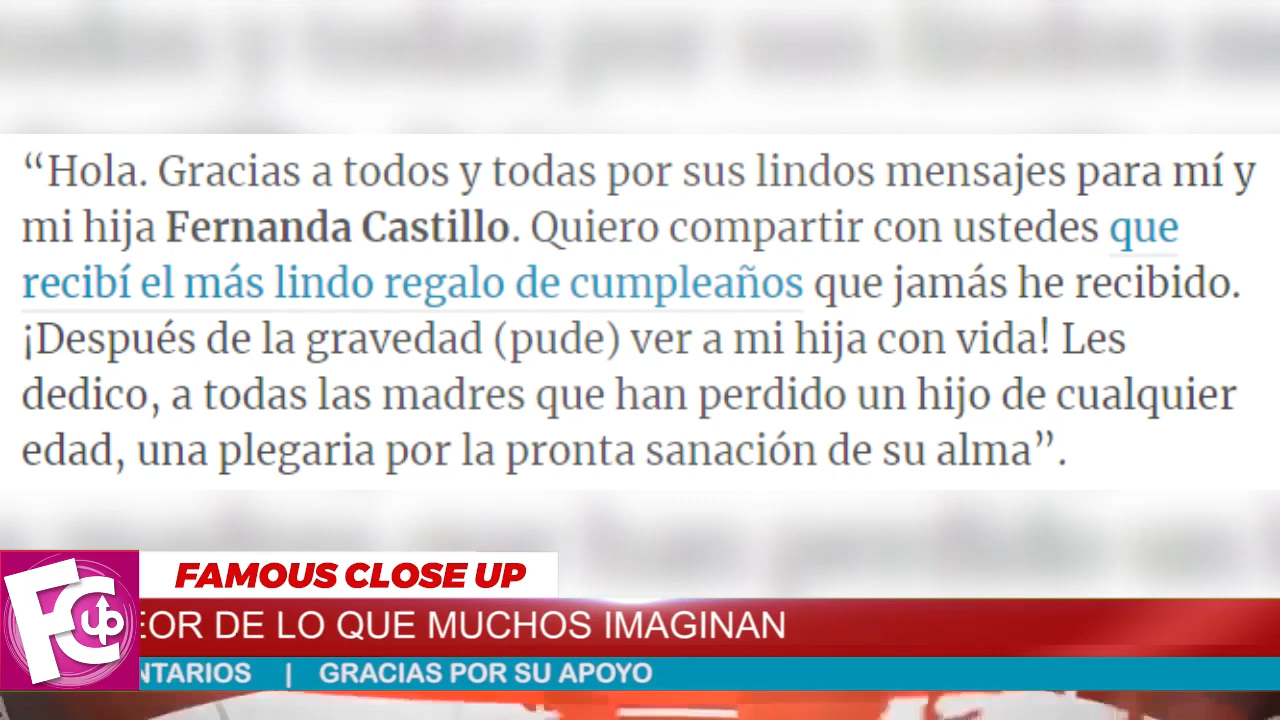 “Hola. Gracias a todos y todas por sus lindos mensajes para mí y
mi hija Fernanda Castillo. Quiero compartir con ustedes que
recibí el más lindo regalo de cumpleaños que jamás he recibido.
¡Después de la gravedad (pude) ver a mi hija con vida! Les
dedico, a todas las madres que han perdido un hijo de cualquier
edad, una plegaria por la pronta sanación de su alma”.
FAMOUS CLOSE UP
FC UP
EOR DE LO QUE MUCHOS IMAGINAN
NTARIOS | GRACIAS POR SU APOYO